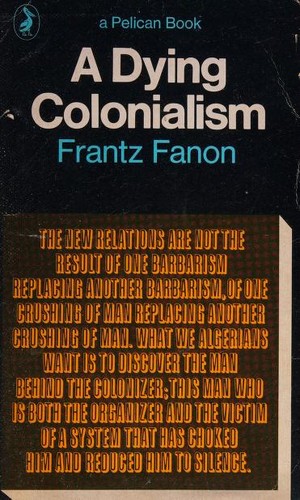 a Pelican Book
A Dying
Colonialism
Frantz Fanon
THE NEW RELATIONS ARE NOT THE
RESULT OF ONE BARBARISM
REPLACING ANOTHER BARBARISM, OF ONE
CRUSHING OF MAN REPLACING ANOTHER
CRUSHING OF MAN. WHAT WE ALGERIANS
WANT IS TO DISCOVER THE MAN
BEHIND THE COLONIZER; THIS MAN WHO
IS BOTH THE ORGANIZER AND THE VICTIM
OF A SYSTEM THAT HAS CHOKED
HIM AND REDUCED HIM TO SILENCE.